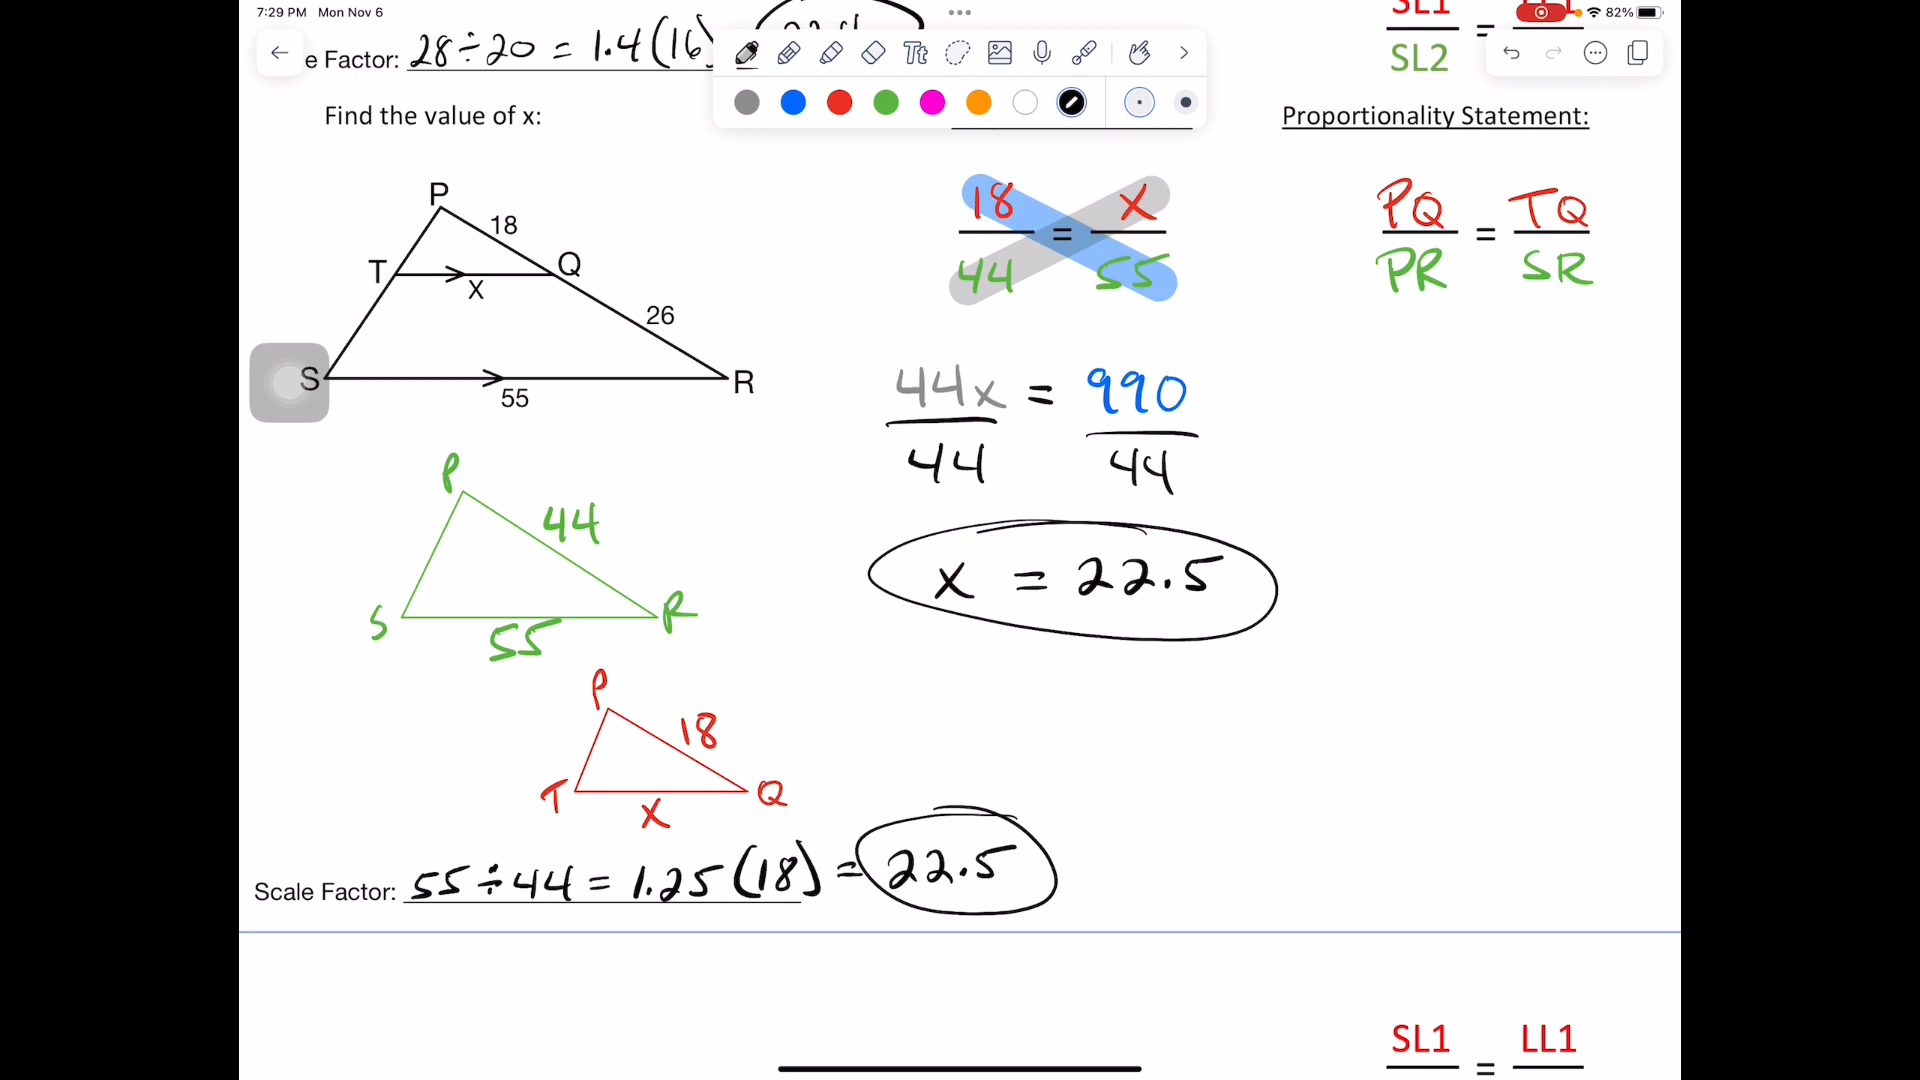 7:29 PM Mon Nov 6
82%
e Factor: 28÷20 = 1.4(16)
SL1
SL2
=
Tt
Find the value of x:
Proportionality Statement:
P
18
T
Q
X
26
S
55
R
18/44 = x/55
PQ/PR = TQ/SR
44x/44 = 990/44
x = 22.5
P
44
S
55
R
P
18
T
X
Q
Scale Factor: 55÷44 = 1.25(18) = 22.5
SL1 = LL1